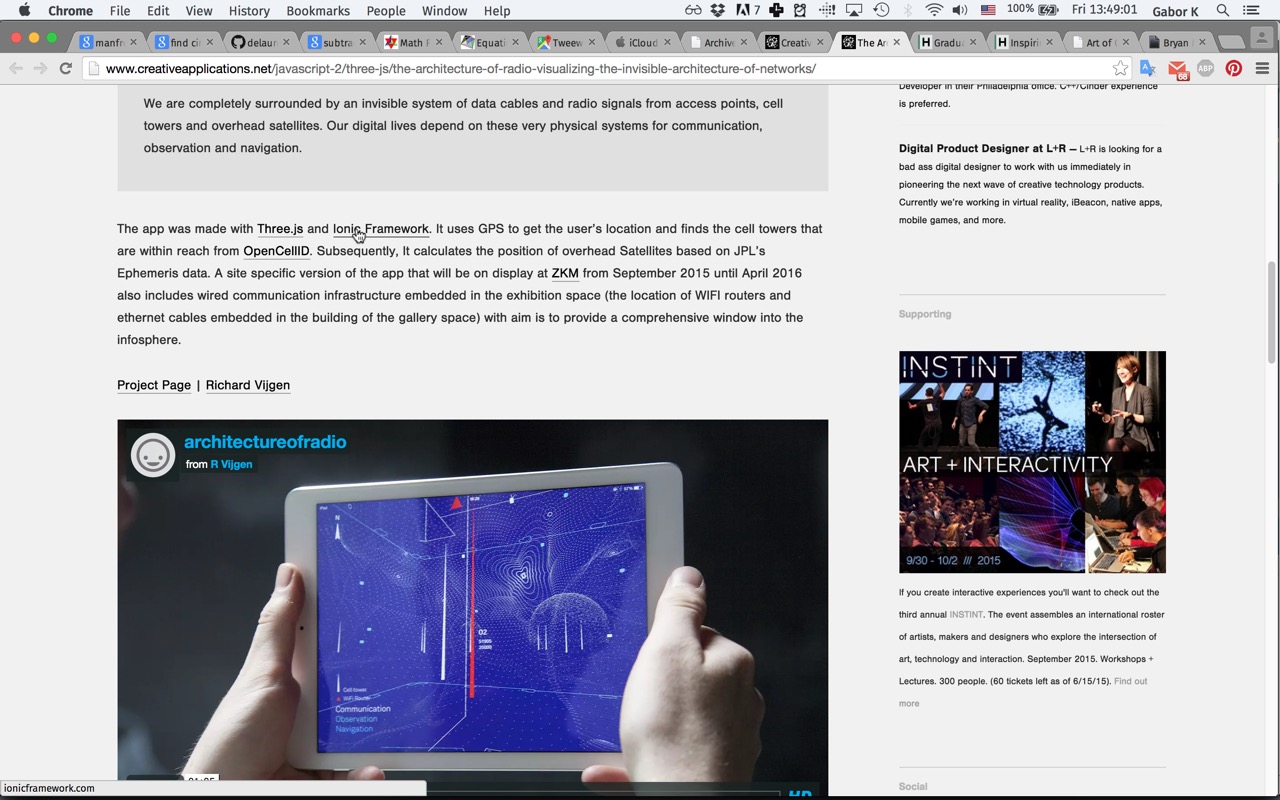 Chrome File Edit View History Bookmarks People Window Help
7 100% Fri 13:49:01 Gabor K
manfr
find ci
delaun
subtra
Math F
Equati
Tweew
iCloud
Archive
Creativ
The Ar
Gradu
Inspiri
Art of
Bryan
www.creativeapplications.net/javascript-2/three-js/the-architecture-of-radio-visualizing-the-invisible-architecture-of-networks/
68
ABP
We are completely surrounded by an invisible system of data cables and radio signals from access points, cell
towers and overhead satellites. Our digital lives depend on these very physical systems for communication,
observation and navigation.
The app was made with Three.js and Ionic Framework. It uses GPS to get the user's location and finds the cell towers that
are within reach from OpenCellID. Subsequently, It calculates the position of overhead Satellites based on JPL's
Ephemeris data. A site specific version of the app that will be on display at ZKM from September 2015 until April 2016
also includes wired communication infrastructure embedded in the exhibition space (the location of WIFI routers and
ethernet cables embedded in the building of the gallery space) with aim is to provide a comprehensive window into the
infosphere.
Project Page | Richard Vijgen
architectureofradio
from R Vijgen
N
02
Cell tower
WiFi Router
Communication
Observation
Navigation
HD
ionicframework.com
Developer in their Philadelphia office. C++/Cinder experience
is preferred.
Digital Product Designer at L+R – L+R is looking for a
bad ass digital designer to work with us immediately in
pioneering the next wave of creative technology products.
Currently we're working in virtual reality, iBeacon, native apps,
mobile games, and more.
Supporting
INSTINT
ART + INTERACTIVITY
9/30 - 10/2 /// 2015
If you create interactive experiences you'll want to check out the
third annual INSTINT. The event assembles an international roster
of artists, makers and designers who explore the intersection of
art, technology and interaction. September 2015. Workshops +
Lectures. 300 people. (60 tickets left as of 6/15/15). Find out
more
Social